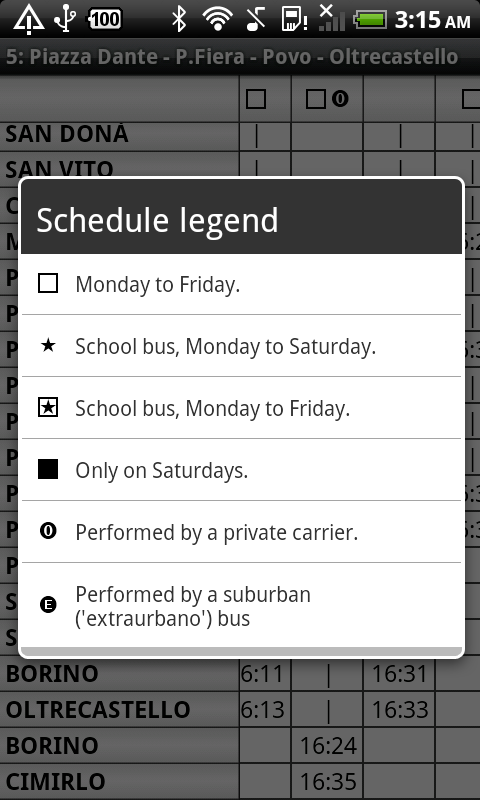 100
3:15 AM
5: Piazza Dante - P.Fiera - Povo - Oltrecastello
O
SAN DONÀ | | |
SAN VITO | | |
Schedule legend
Monday to Friday.
School bus, Monday to Saturday.
School bus, Monday to Friday.
Only on Saturdays.
O Performed by a private carrier.
E Performed by a suburban
('extraurbano') bus
BORINO 6:11 | 16:31
OLTRECASTELLO 6:13 | 16:33
BORINO 16:24
CIMIRLO 16:35